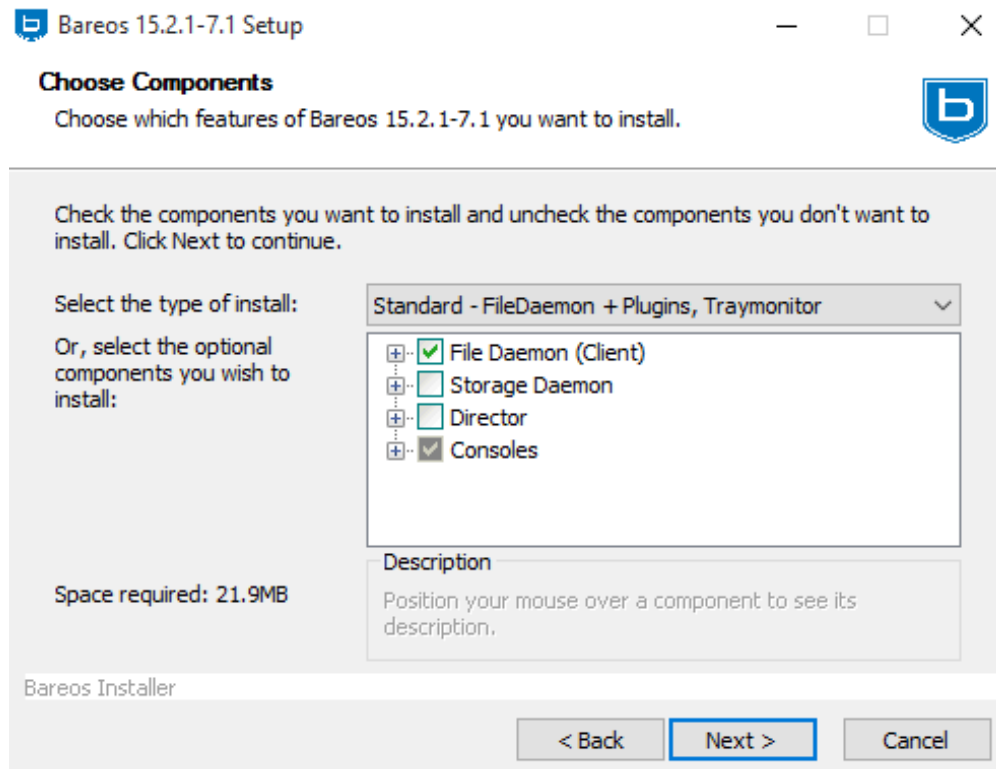 Bareos 15.2.1-7.1 Setup
Choose Components
Choose which features of Bareos 15.2.1-7.1 you want to install.
Check the components you want to install and uncheck the components you don't want to
install. Click Next to continue.
Select the type of install:
Standard - FileDaemon + Plugins, Traymonitor
Or, select the optional
components you wish to
install:
File Daemon (Client)
Storage Daemon
Director
Consoles
Space required: 21.9MB
Description
Position your mouse over a component to see its
description.
Bareos Installer
< Back
Next >
Cancel